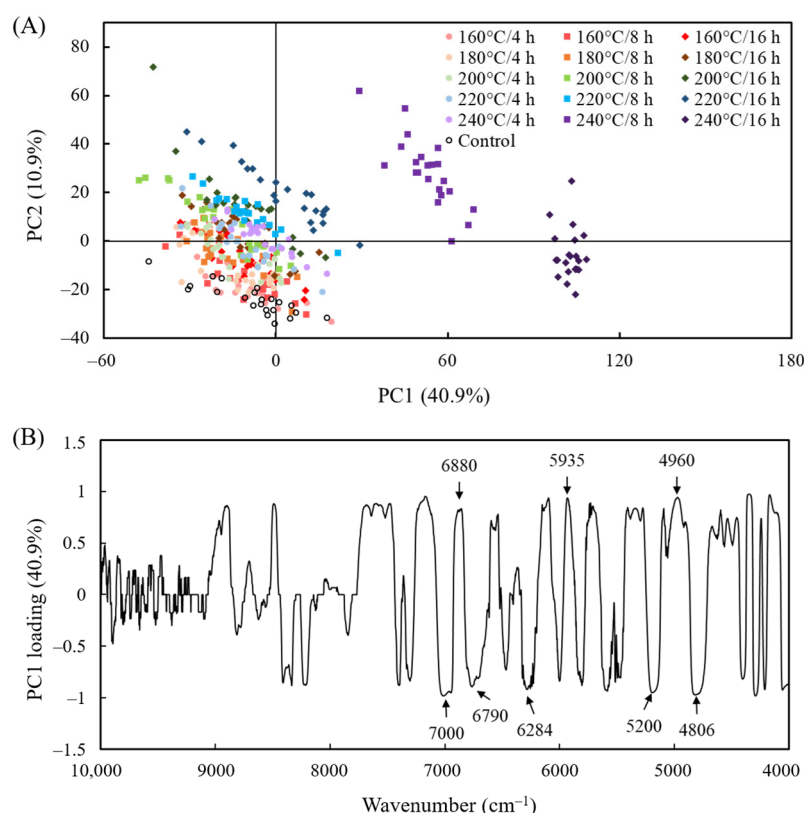 (A)
80
60
40
20
0
–20
–40
PC2 (10.9%)
160°C/4 h 160°C/8 h 160°C/16 h
180°C/4 h 180°C/8 h 180°C/16 h
200°C/4 h 200°C/8 h 200°C/16 h
220°C/4 h 220°C/8 h 220°C/16 h
240°C/4 h 240°C/8 h 240°C/16 h
Control
–60 0 60 120 180
PC1 (40.9%)
(B)
1.5
1
0.5
0
–0.5
–1
–1.5
PC1 loading (40.9%)
6880 5935 4960
7000 6790 6284 5200 4806
10,000 9000 8000 7000 6000 5000 4000
Wavenumber (cm⁻¹)